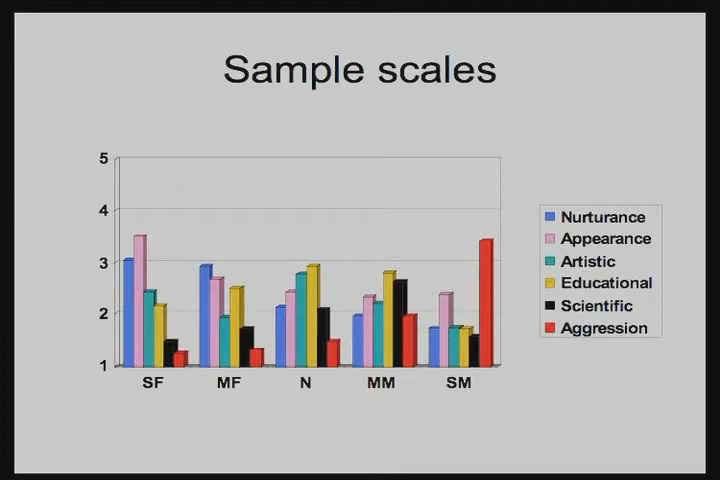 Sample scales
5
4
3
2
1
SF MF N MM SM
Nurturance
Appearance
Artistic
Educational
Scientific
Aggression